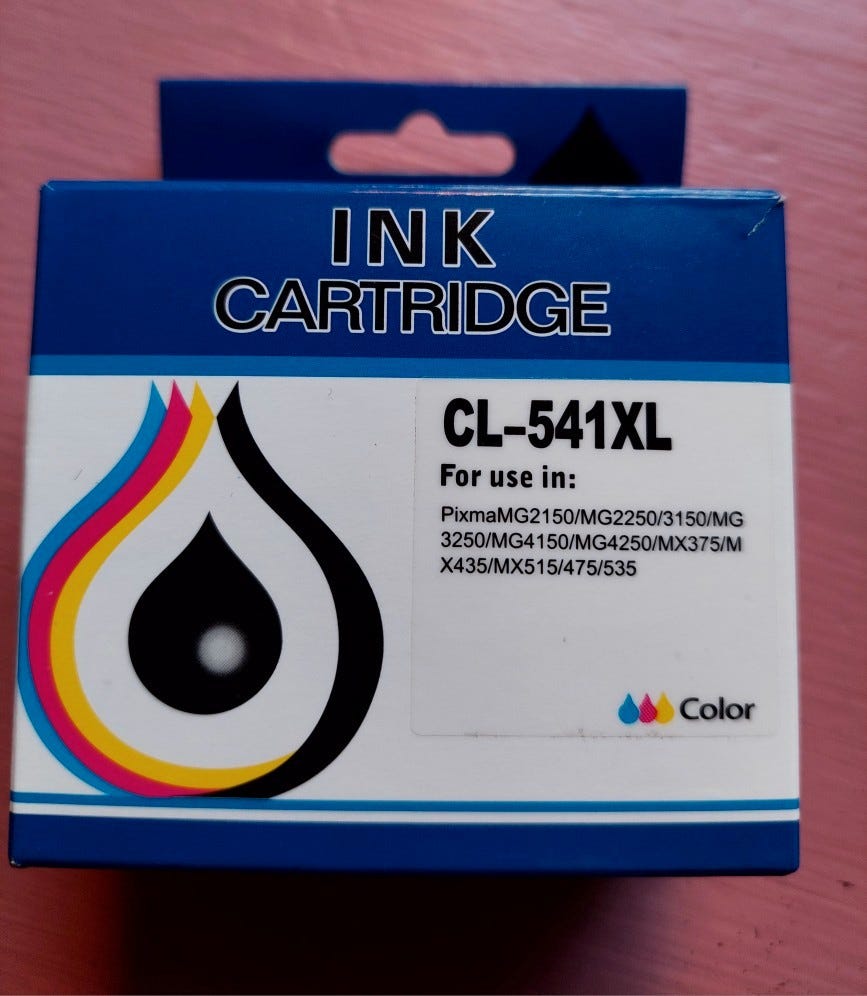 INK
CARTRIDGE
CL-541XL
For use in:
PixmaMG2150/MG2250/3150/MG
3250/MG4150/MG4250/MX375/M
X435/MX515/475/535
Color